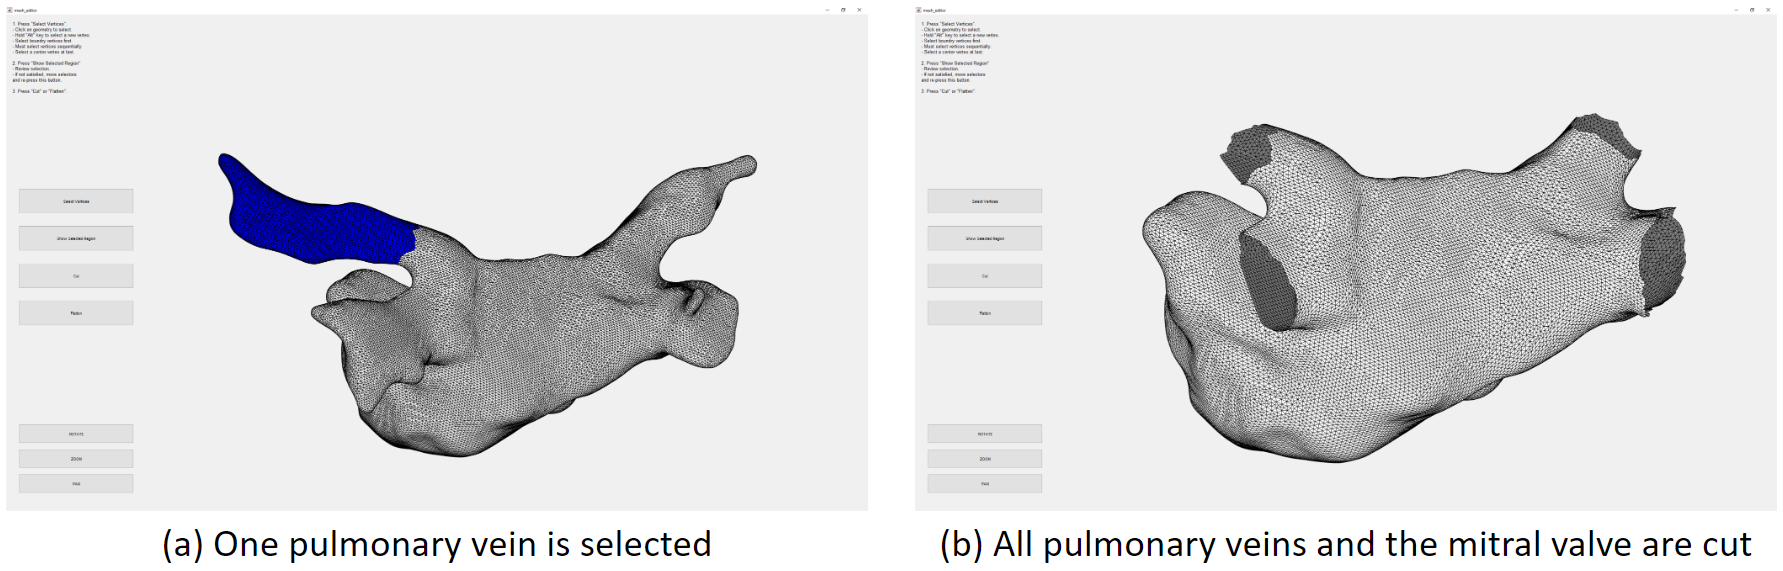 mesh_editor
1. Press "Select Vertices".
- Click on geometry to select.
- Hold "Alt" key to select a new vertex.
- Select boundry vertices first.
- Must select vertices sequentially.
- Select a center vertex at last.
2. Press "Show Selected Region"
- Review selection.
- If not satisfied, move selectors
and re-press this button.
3. Press "Cut" or "Flatten".
Select Vertices
Show Selected Region
Cut
Flatten
ROTATE
ZOOM
PAN
(a) One pulmonary vein is selected
mesh_editor
1. Press "Select Vertices".
- Click on geometry to select.
- Hold "Alt" key to select a new vertex.
- Select boundry vertices first.
- Must select vertices sequentially.
- Select a center vertex at last.
2. Press "Show Selected Region"
- Review selection.
- If not satisfied, move selectors
and re-press this button.
3. Press "Cut" or "Flatten".
Select Vertices
Show Selected Region
Cut
Flatten
ROTATE
ZOOM
PAN
(b) All pulmonary veins and the mitral valve are cut